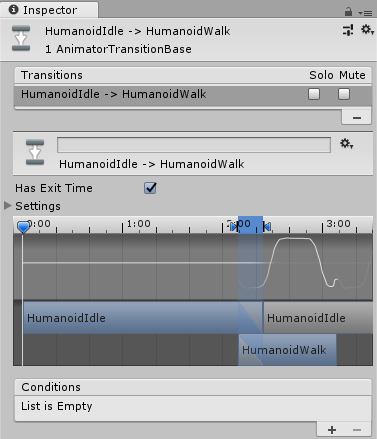 Inspector
HumanoidIdle -> HumanoidWalk
1 AnimatorTransitionBase
Transitions Solo Mute
HumanoidIdle -> HumanoidWalk
HumanoidIdle -> HumanoidWalk
Has Exit Time
Settings
0:00 1:00 2:00 3:00
HumanoidIdle HumanoidIdle
HumanoidWalk
Conditions
List is Empty